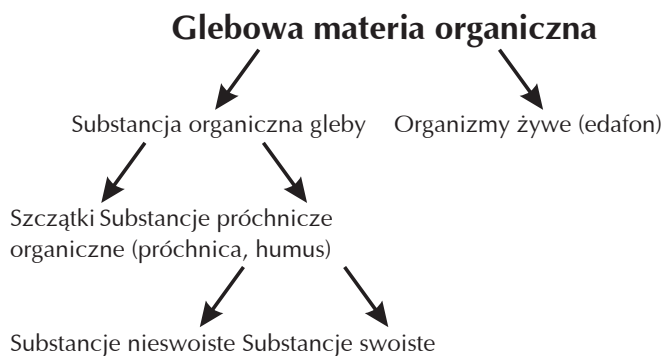 Glebowa materia organiczna
Substancja organiczna gleby Organizmy żywe (edafon)
Szczątki Substancje próchnicze
organiczne (próchnica, humus)
Substancje nieswoiste Substancje swoiste